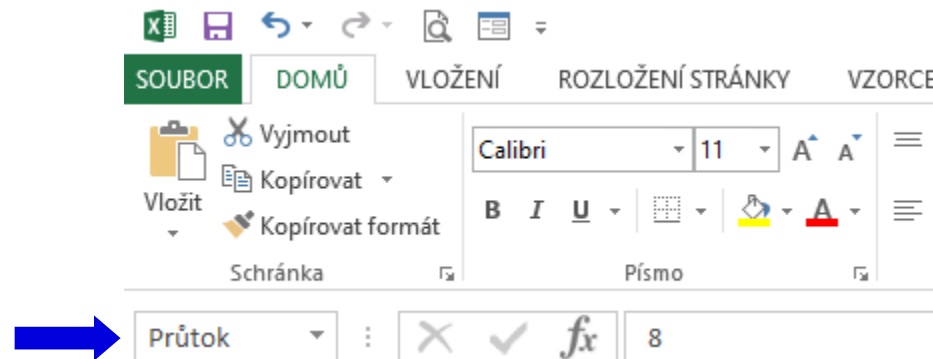 SOUBOR DOMŮ VLOŽENÍ ROZLOŽENÍ STRÁNKY VZORCE
Vložit
Vyjmout
Kopírovat
Kopírovat formát
Schránka
Calibri 11 A A
B I U A
Písmo
Průtok fx 8